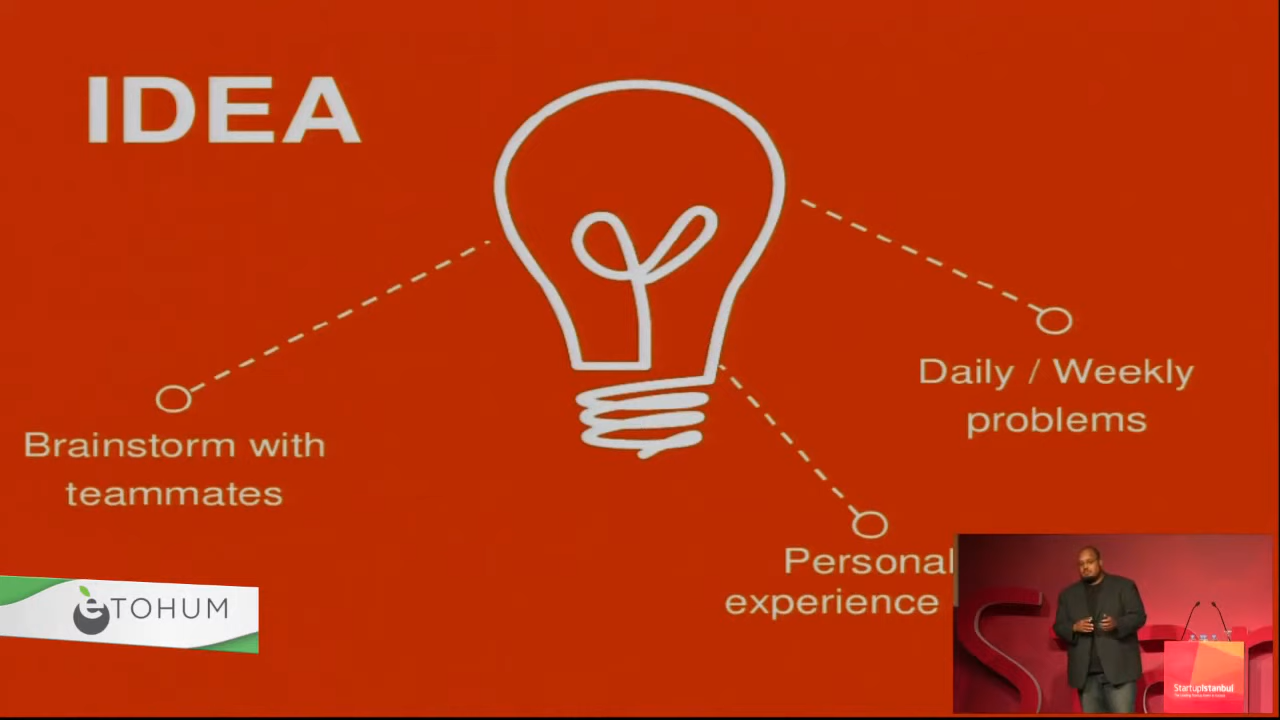 IDEA
Brainstorm with
teammates
Daily / Weekly
problems
Personal
experience
eTOHUM
StartupIstanbul